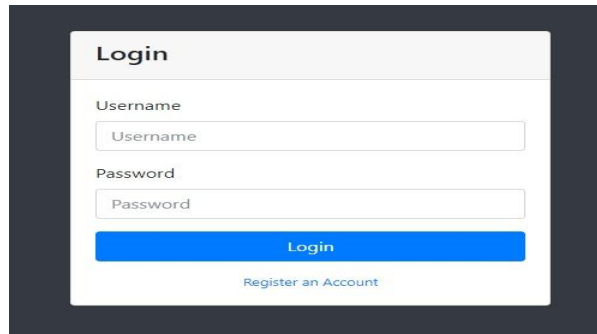 Login
Username
Username
Password
Password
Login
Register an Account